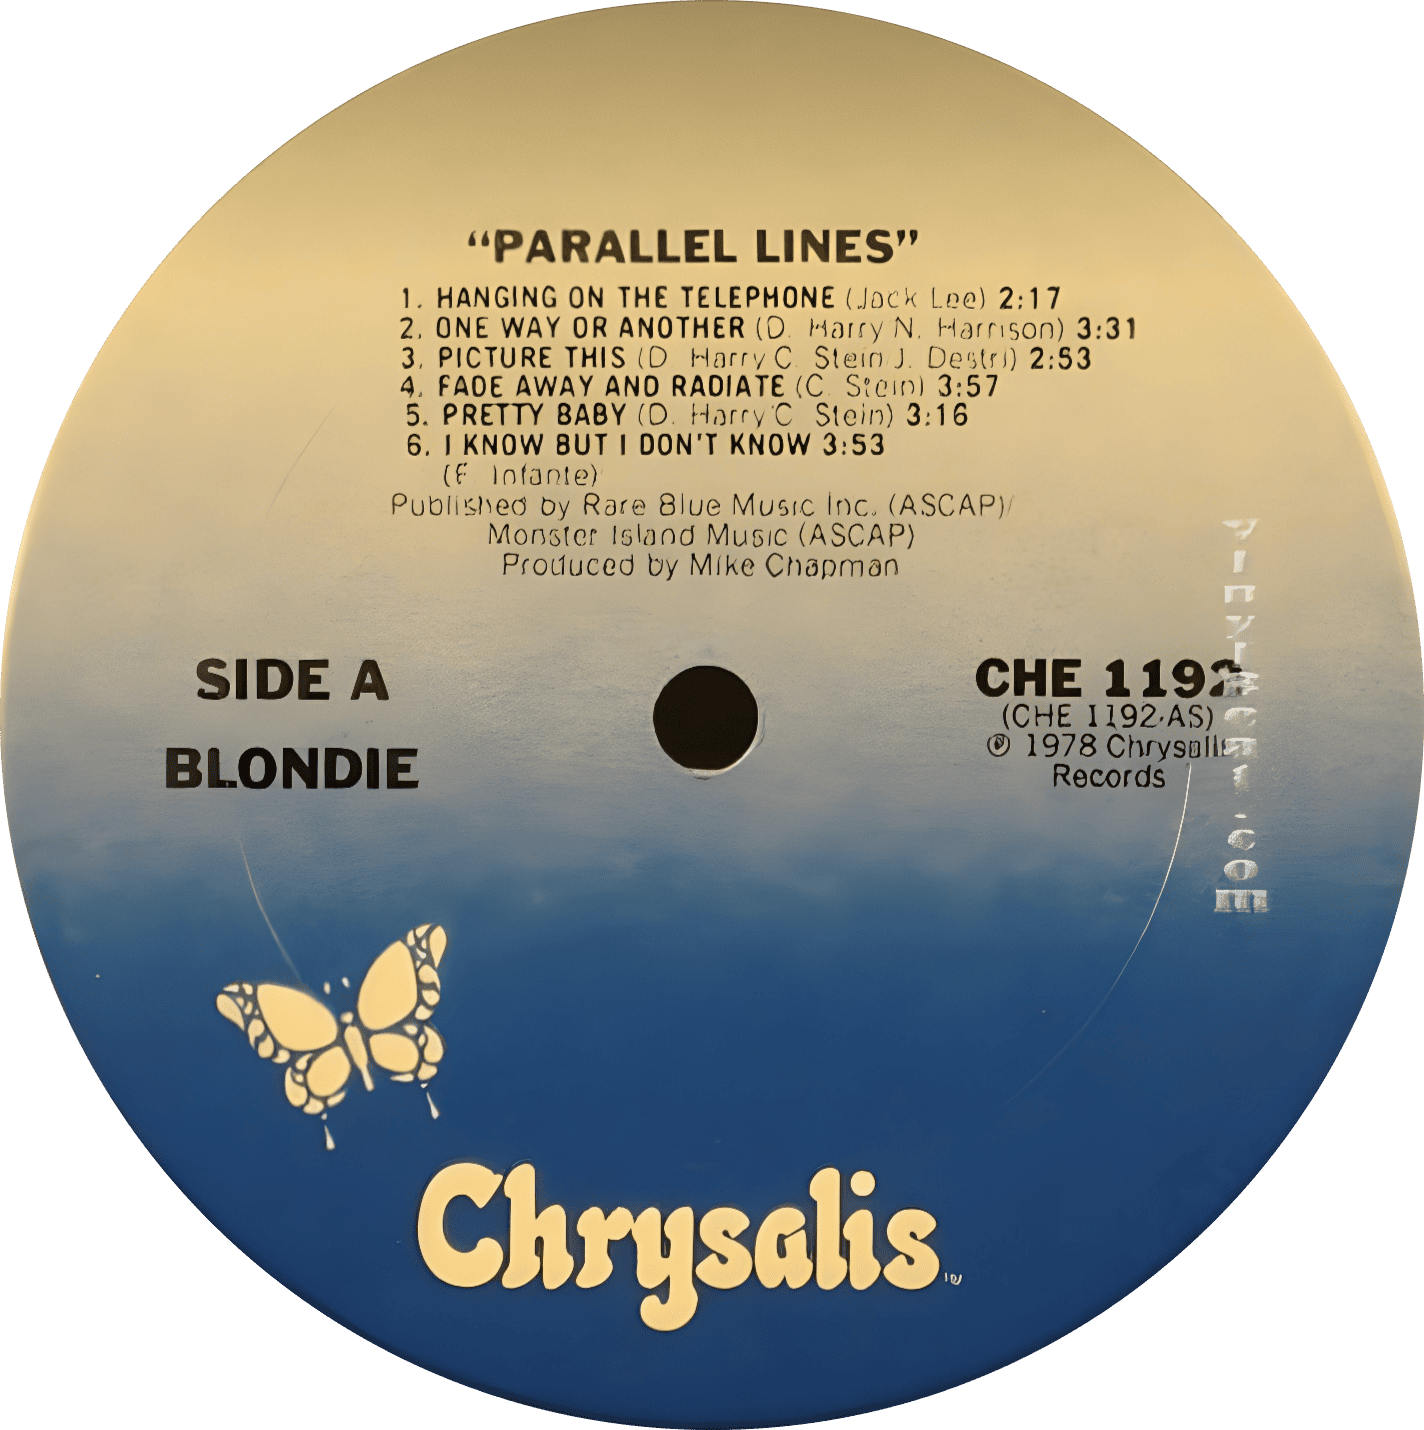 “PARALLEL LINES”
1. HANGING ON THE TELEPHONE (Jack Lee) 2:17
2. ONE WAY OR ANOTHER (D. Harry N. Harrison) 3:31
3. PICTURE THIS (D. Harry C. Stein J. Destri) 2:53
4. FADE AWAY AND RADIATE (C. Stein) 3:57
5. PRETTY BABY (D. Harry C. Stein) 3:16
6. I KNOW BUT I DON'T KNOW 3:53
(F. Infante)
Published by Rare Blue Music Inc. (ASCAP)/
Monster Island Music (ASCAP)
Produced by Mike Chapman
SIDE A
BLONDIE
CHE 1192
(CHE 1192-AS)
℗ 1978 Chrysalis
Records
Chrysalis